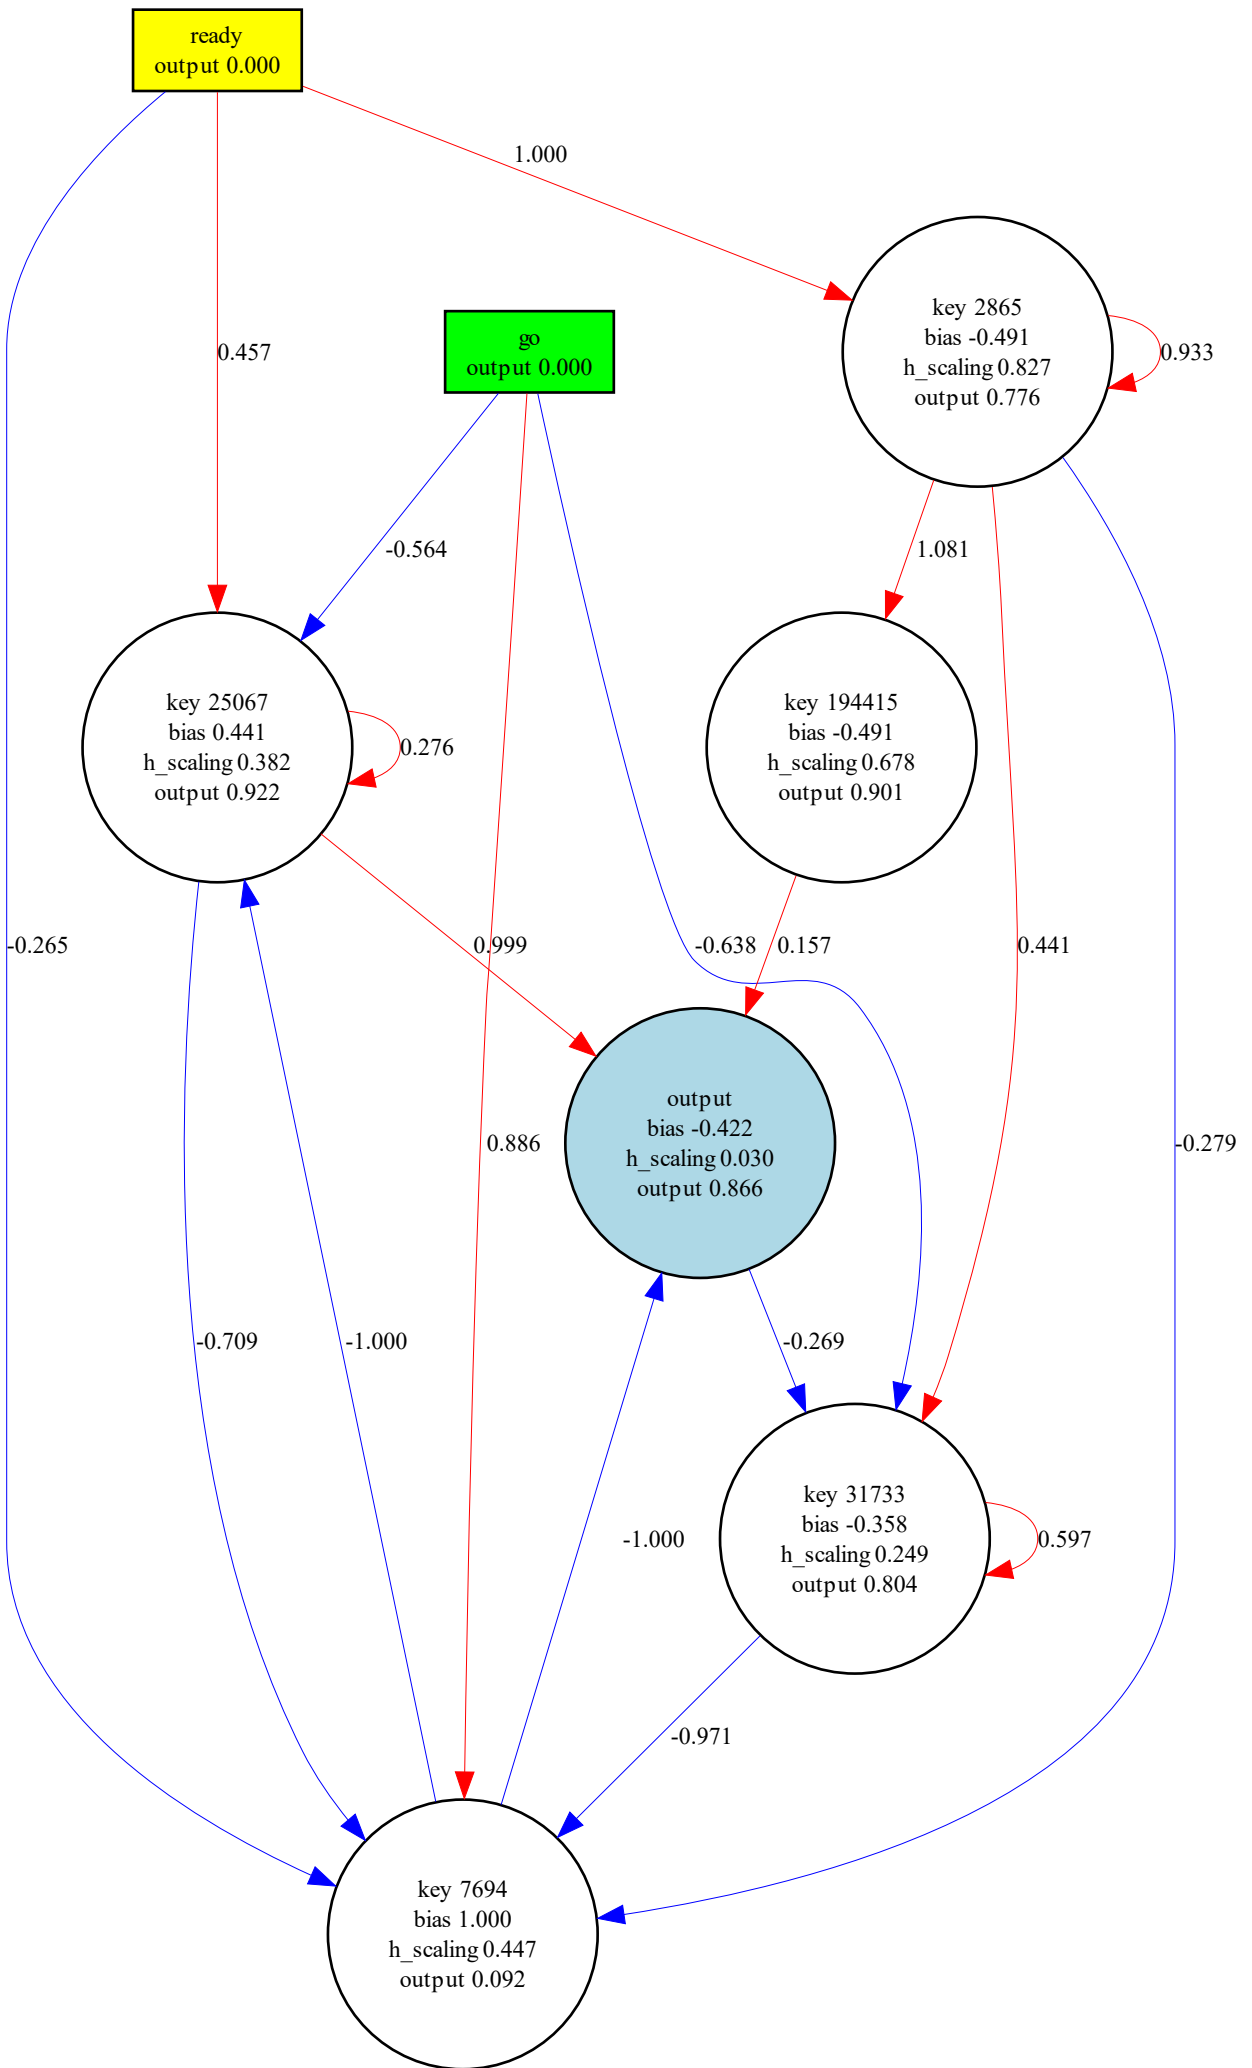 ready
output 0.000
1.000
key 2865
bias -0.491
h_scaling 0.827
output 0.776
0.933
go
output 0.000
0.457
-0.564
1.081
key 25067
bias 0.441
h_scaling 0.382
output 0.922
0.276
key 194415
bias -0.491
h_scaling 0.678
output 0.901
-0.265
0.999
-0.638
0.157
0.441
output
bias -0.422
h_scaling 0.030
output 0.866
0.886
-0.279
-0.709
-1.000
-0.269
key 31733
bias -0.358
h_scaling 0.249
output 0.804
-1.000
0.597
-0.971
key 7694
bias 1.000
h_scaling 0.447
output 0.092